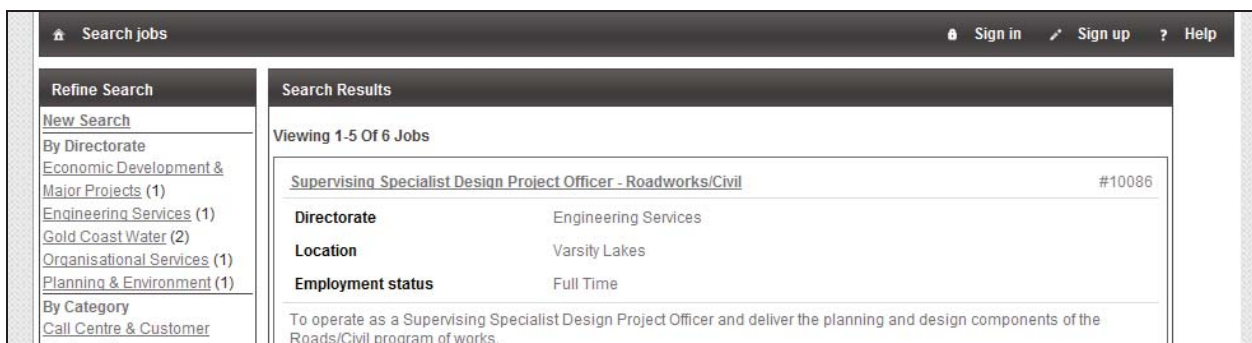 Search jobs Sign in Sign up ? Help
Refine Search
New Search
By Directorate
Economic Development &
Major Projects (1)
Engineering Services (1)
Gold Coast Water (2)
Organisational Services (1)
Planning & Environment (1)
By Category
Call Centre & Customer
Search Results
Viewing 1-5 Of 6 Jobs
Supervising Specialist Design Project Officer - Roadworks/Civil #10086
Directorate Engineering Services
Location Varsity Lakes
Employment status Full Time
To operate as a Supervising Specialist Design Project Officer and deliver the planning and design components of the
Roads/Civil program of works.